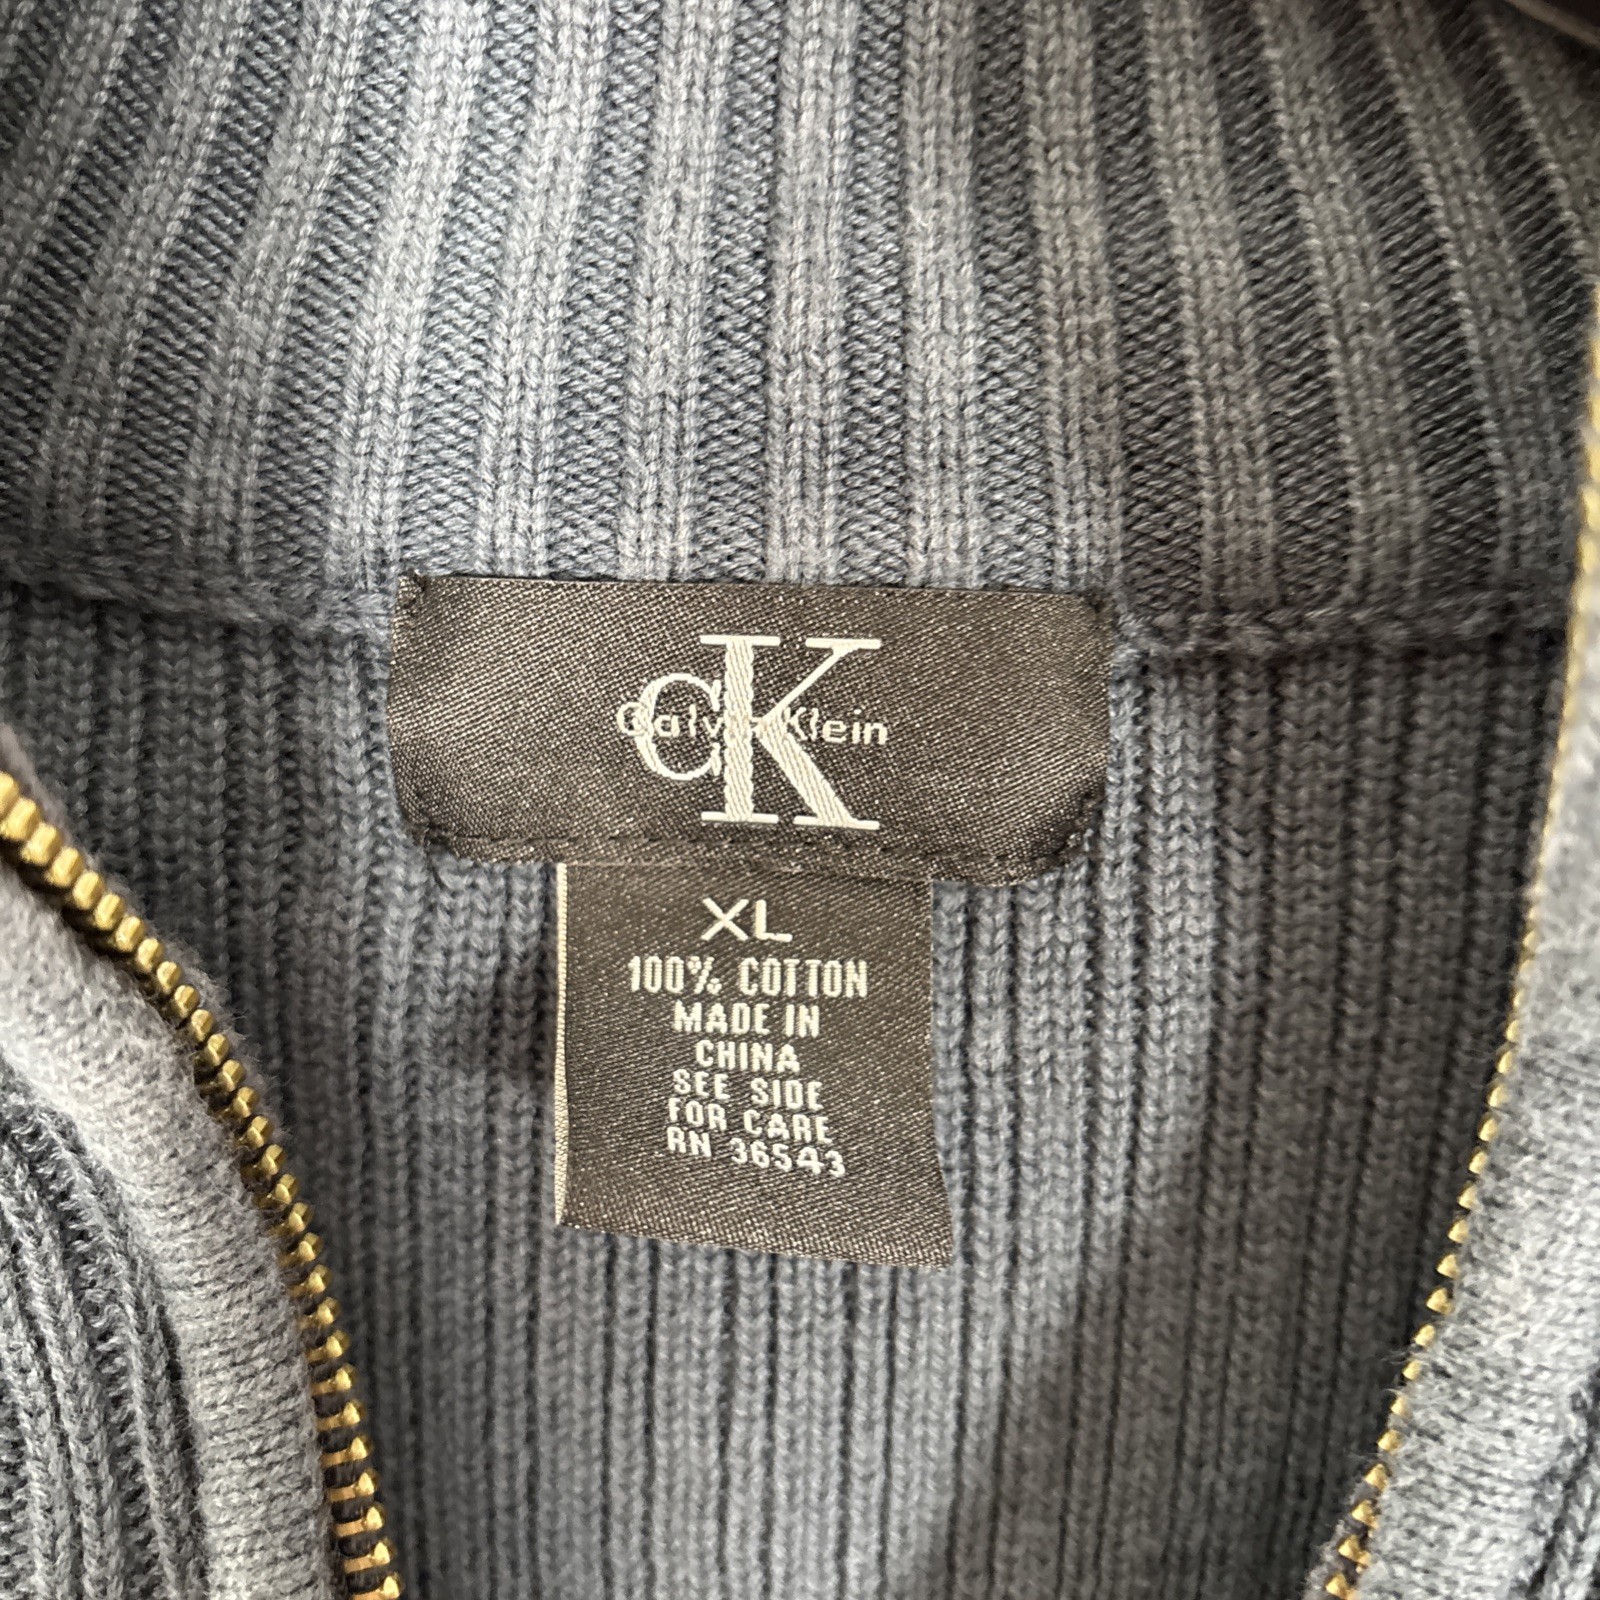 cK
Calvin Klein
XL
100% COTTON
MADE IN
CHINA
SEE SIDE
FOR CARE
RN 36543